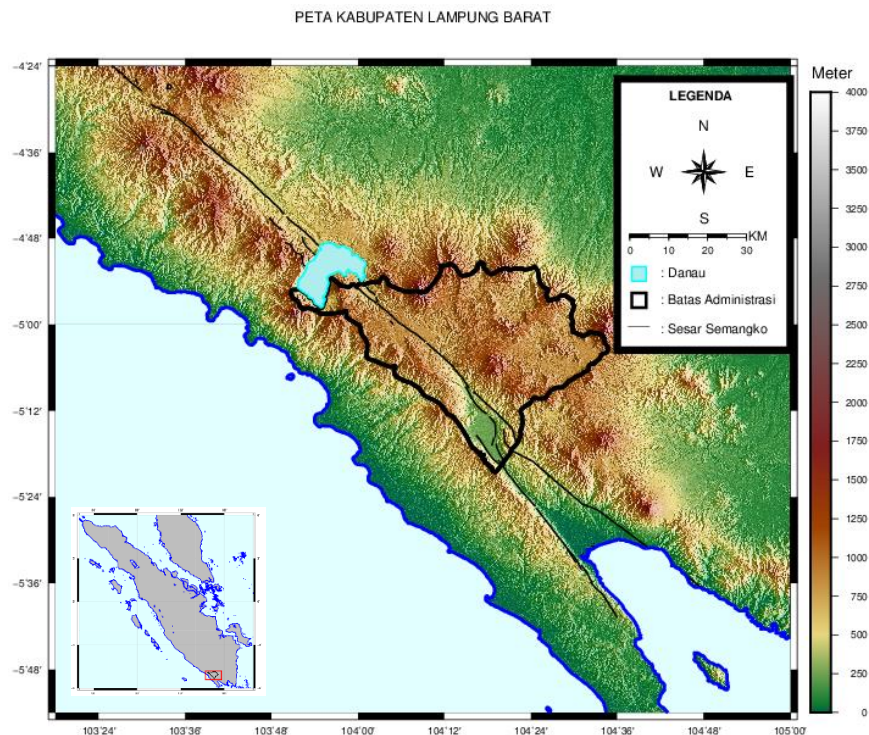 PETA KABUPATEN LAMPUNG BARAT
Meter
LEGENDA
N
W E
S
0 10 20 30 KM
: Danau
: Batas Administrasi
: Sesar Semangko
4000
3750
3500
3250
3000
2750
2500
2250
2000
1750
1500
1250
1000
750
500
250
0
−4˚24'
−4˚36'
−4˚48'
−5˚00'
−5˚12'
−5˚24'
−5˚36'
−5˚48'
103˚24' 103˚36' 103˚48' 104˚00' 104˚12' 104˚24' 104˚36' 104˚48' 105˚00'